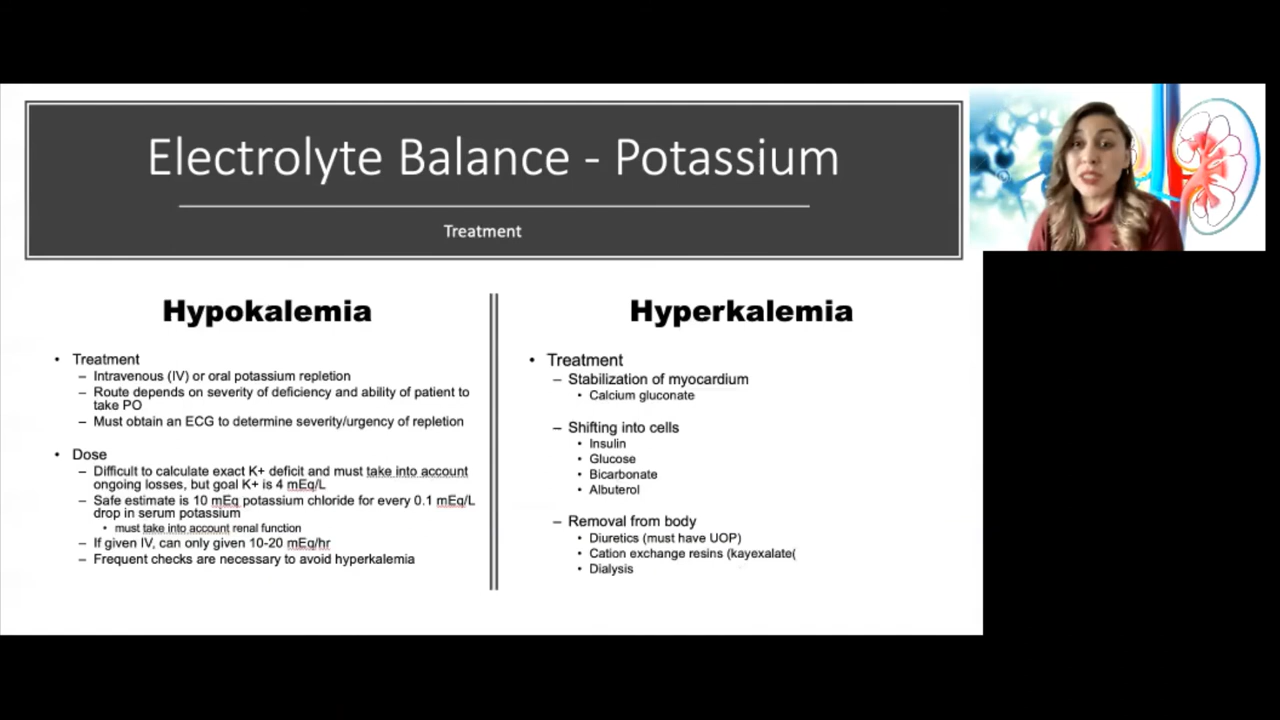 Electrolyte Balance - Potassium
Treatment
Hypokalemia
• Treatment
– Intravenous (IV) or oral potassium repletion
– Route depends on severity of deficiency and ability of patient to
take PO
– Must obtain an ECG to determine severity/urgency of repletion
• Dose
– Difficult to calculate exact K+ deficit and must take into account
ongoing losses, but goal K+ is 4 mEq/L
– Safe estimate is 10 mEq potassium chloride for every 0.1 mEq/L
drop in serum potassium
• must take into account renal function
– If given IV, can only given 10-20 mEq/hr
– Frequent checks are necessary to avoid hyperkalemia
Hyperkalemia
• Treatment
– Stabilization of myocardium
• Calcium gluconate
– Shifting into cells
• Insulin
• Glucose
• Bicarbonate
• Albuterol
– Removal from body
• Diuretics (must have UOP)
• Cation exchange resins (kayexalate(
• Dialysis